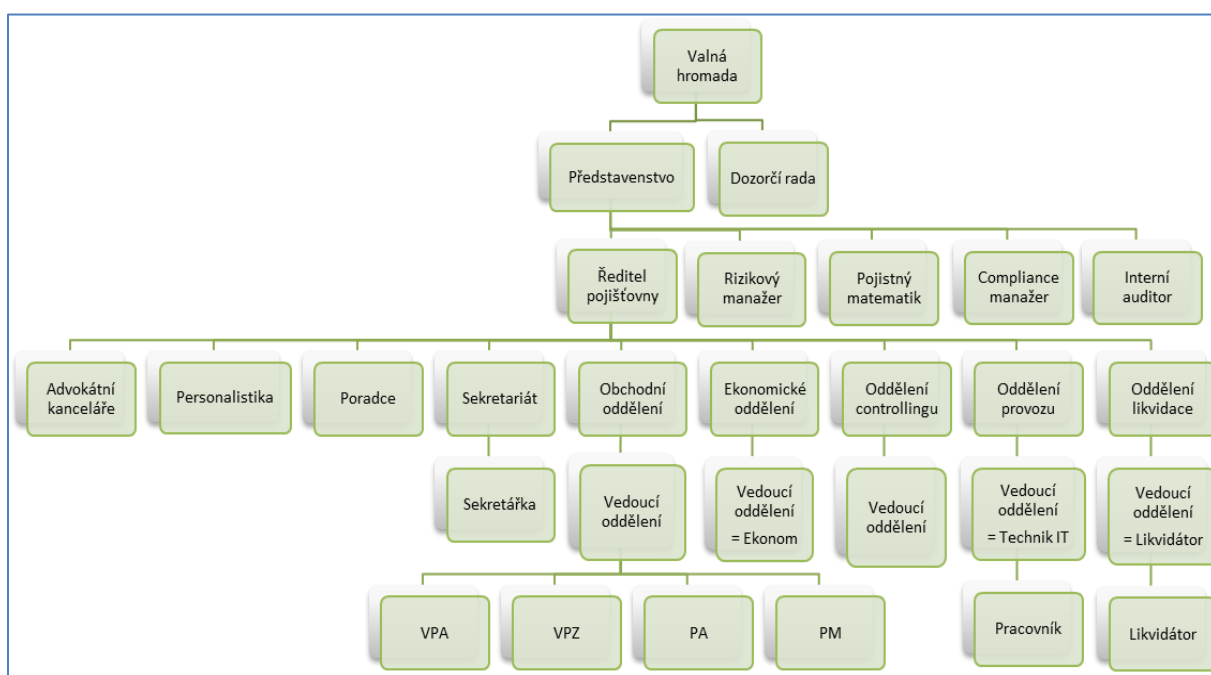 Valná
hromada
Představenstvo
Dozorčí rada
Ředitel
pojišťovny
Rizikový
manažer
Pojistný
matematik
Compliance
manažer
Interní
auditor
Advokátní
kanceláře
Personalistika
Poradce
Sekretariát
Obchodní
oddělení
Ekonomické
oddělení
Oddělení
controllingu
Oddělení
provozu
Oddělení
likvidace
Sekretářka
Vedoucí
oddělení
Vedoucí
oddělení
= Ekonom
Vedoucí
oddělení
Vedoucí
oddělení
= Technik IT
Vedoucí
oddělení
= Likvidátor
VPA
VPZ
PA
PM
Pracovník
Likvidátor